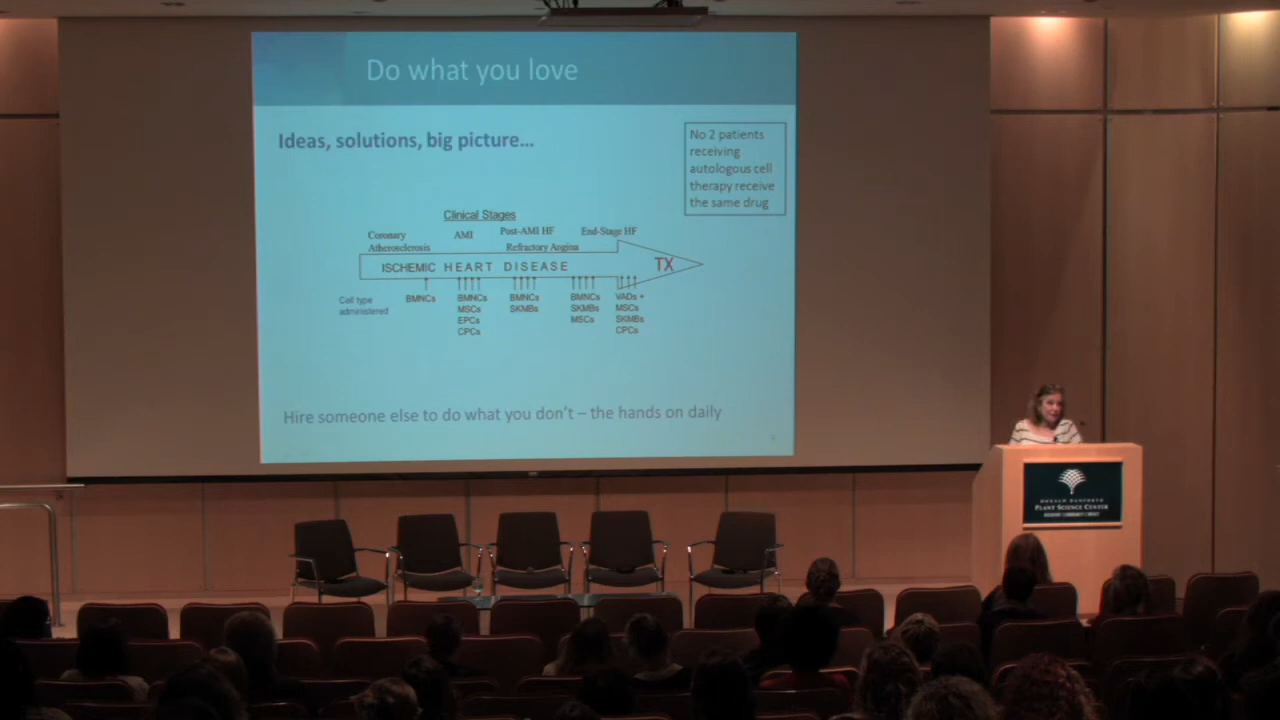 Do what you love
Ideas, solutions, big picture...
No 2 patients
receiving
autologous cell
therapy receive
the same drug
Clinical Stages
Coronary
Atherosclerosis
AMI
Post-AMI HF
Refractory Angina
End-Stage HF
ISCHEMIC HEART DISEASE
TX
Cell type
administered
BMNCs
BMNCs
MSCs
EPCs
CPCs
BMNCs
SKMBs
BMNCs
SKMBs
MSCs
VADs +
MSCs
SKMBs
CPCs
Hire someone else to do what you don't – the hands on daily
DONALD DANFORTH
PLANT SCIENCE CENTER